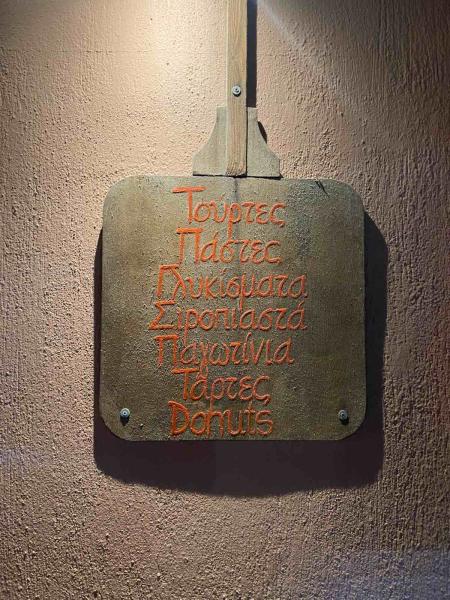 Τούρτες
Πάστες
Γλυκίσματα
Σιροπιαστά
Παγωτίνια
Τάρτες
Donuts